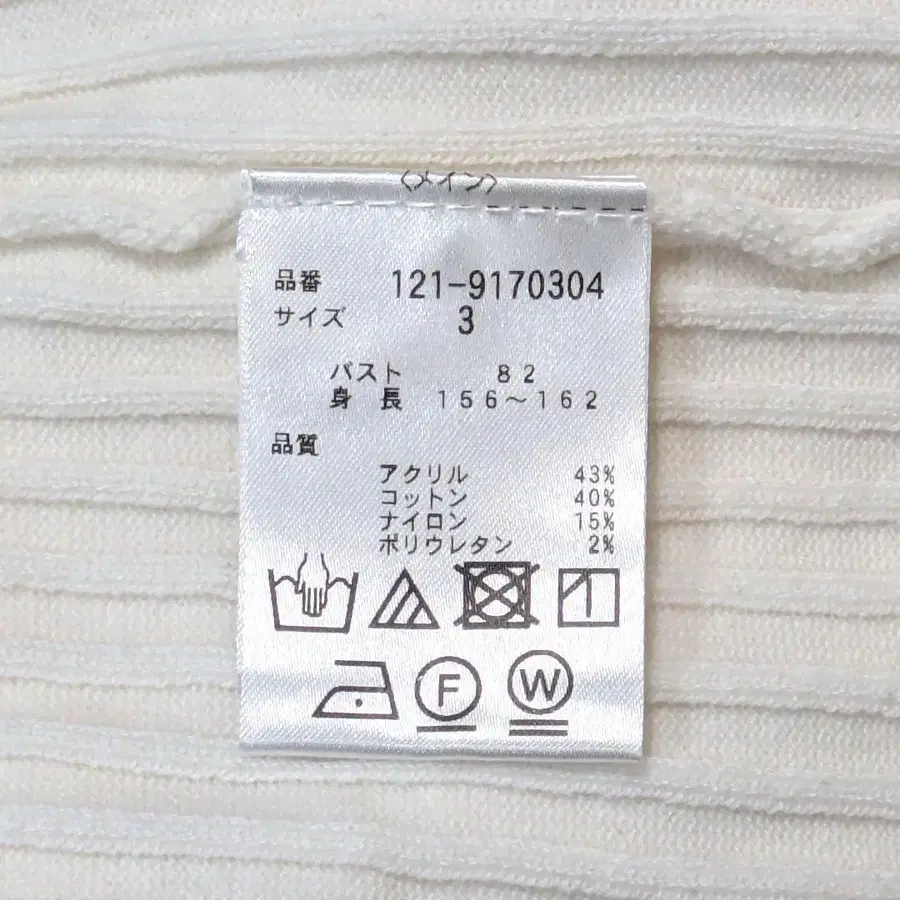 〈メイン〉
品番 121-9170304
サイズ 3
バスト 82
身長 156〜162
品質
アクリル 43%
コットン 40%
ナイロン 15%
ポリウレタン 2%
F W